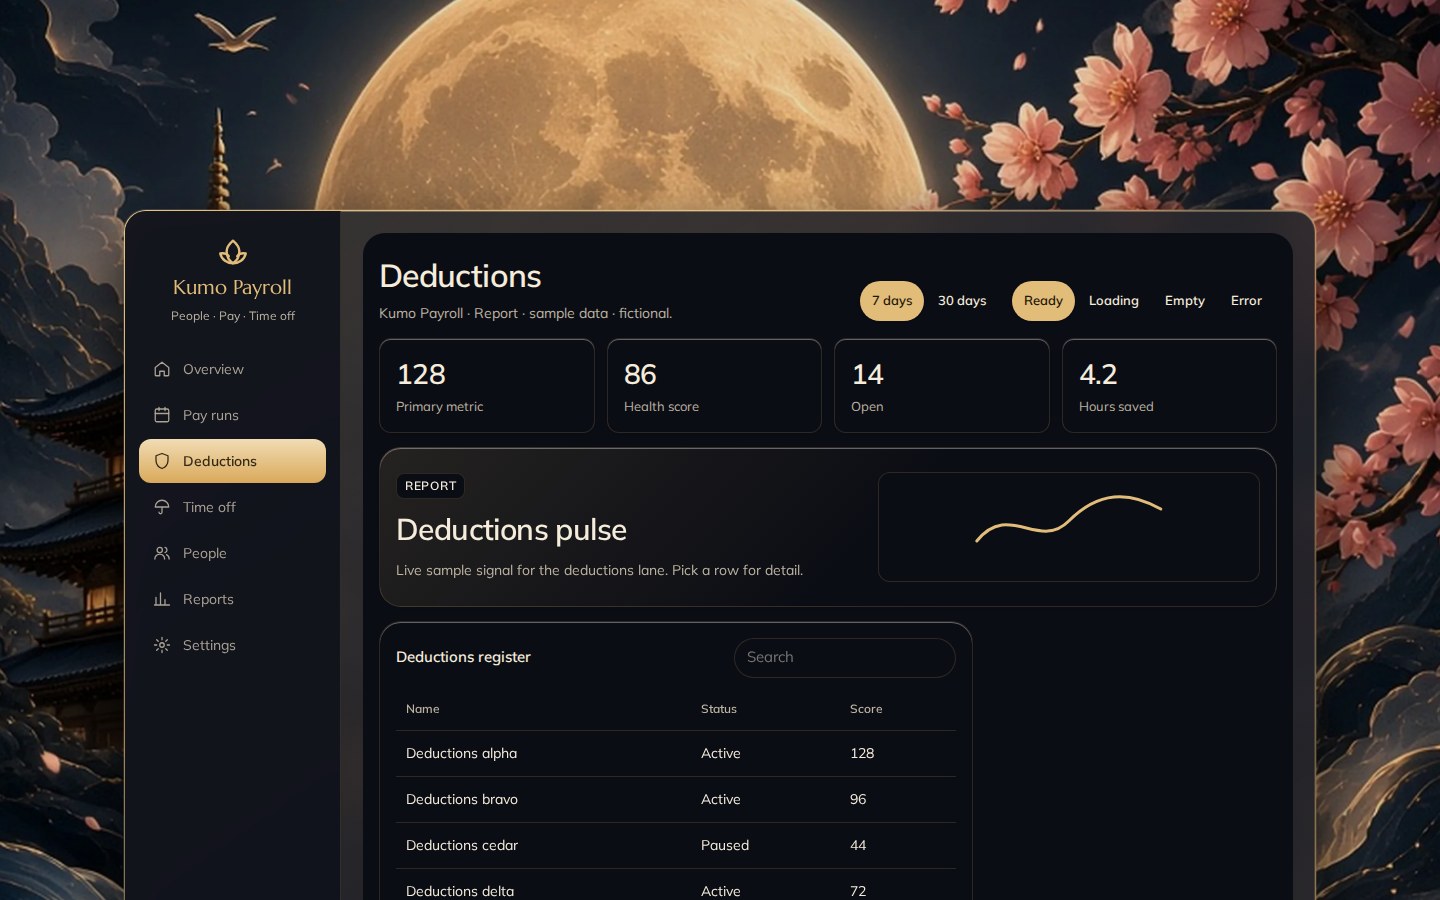 Kumo Payroll
People · Pay · Time off
Overview
Pay runs
Deductions
Time off
People
Reports
Settings
Deductions
Kumo Payroll · Report · sample data · fictional.
7 days 30 days Ready Loading Empty Error
128 86 14 4.2
Primary metric Health score Open Hours saved
REPORT
Deductions pulse
Live sample signal for the deductions lane. Pick a row for detail.
Deductions register Search
Name Status Score
Deductions alpha Active 128
Deductions bravo Active 96
Deductions cedar Paused 44
Deductions delta Active 72